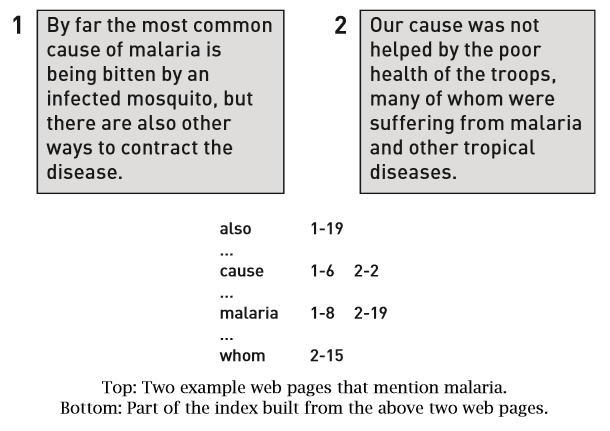 1
By far the most common
cause of malaria is
being bitten by an
infected mosquito, but
there are also other
ways to contract the
disease.
2
Our cause was not
helped by the poor
health of the troops,
many of whom were
suffering from malaria
and other tropical
diseases.
also 1-19
...
cause 1-6 2-2
...
malaria 1-8 2-19
...
whom 2-15
Top: Two example web pages that mention malaria.
Bottom: Part of the index built from the above two web pages.